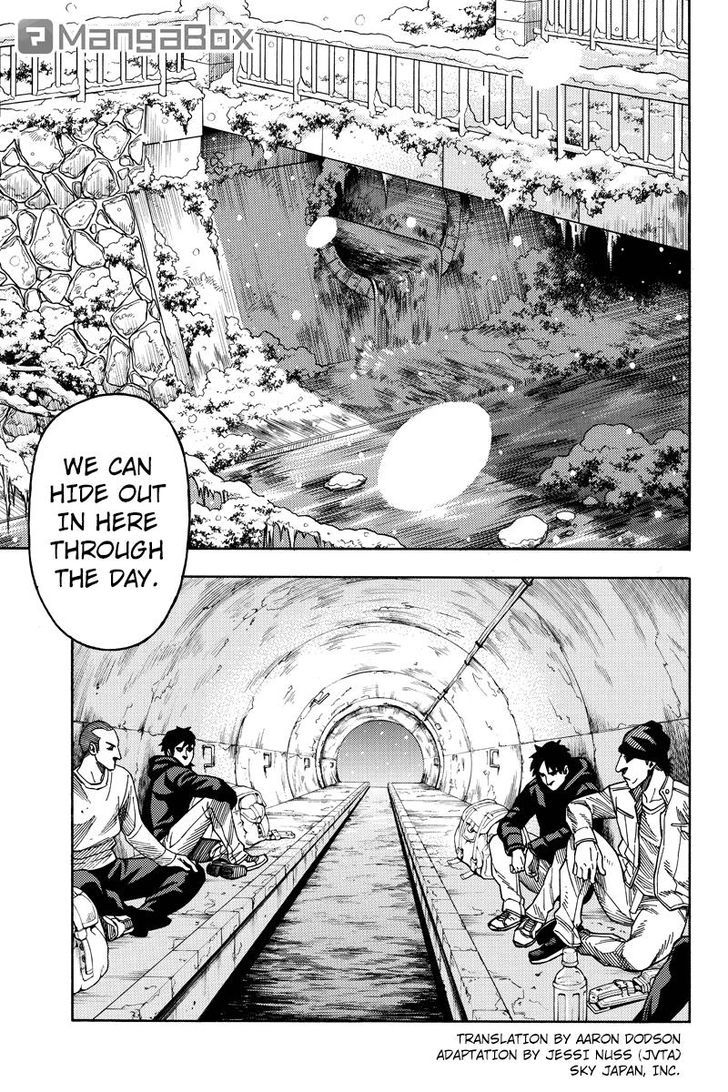 MangaBox
WE CAN
HIDE OUT
IN HERE
THROUGH
THE DAY.
TRANSLATION BY AARON DODSON
ADAPTATION BY JESSI NUSS (JVTA)
SKY JAPAN, INC.